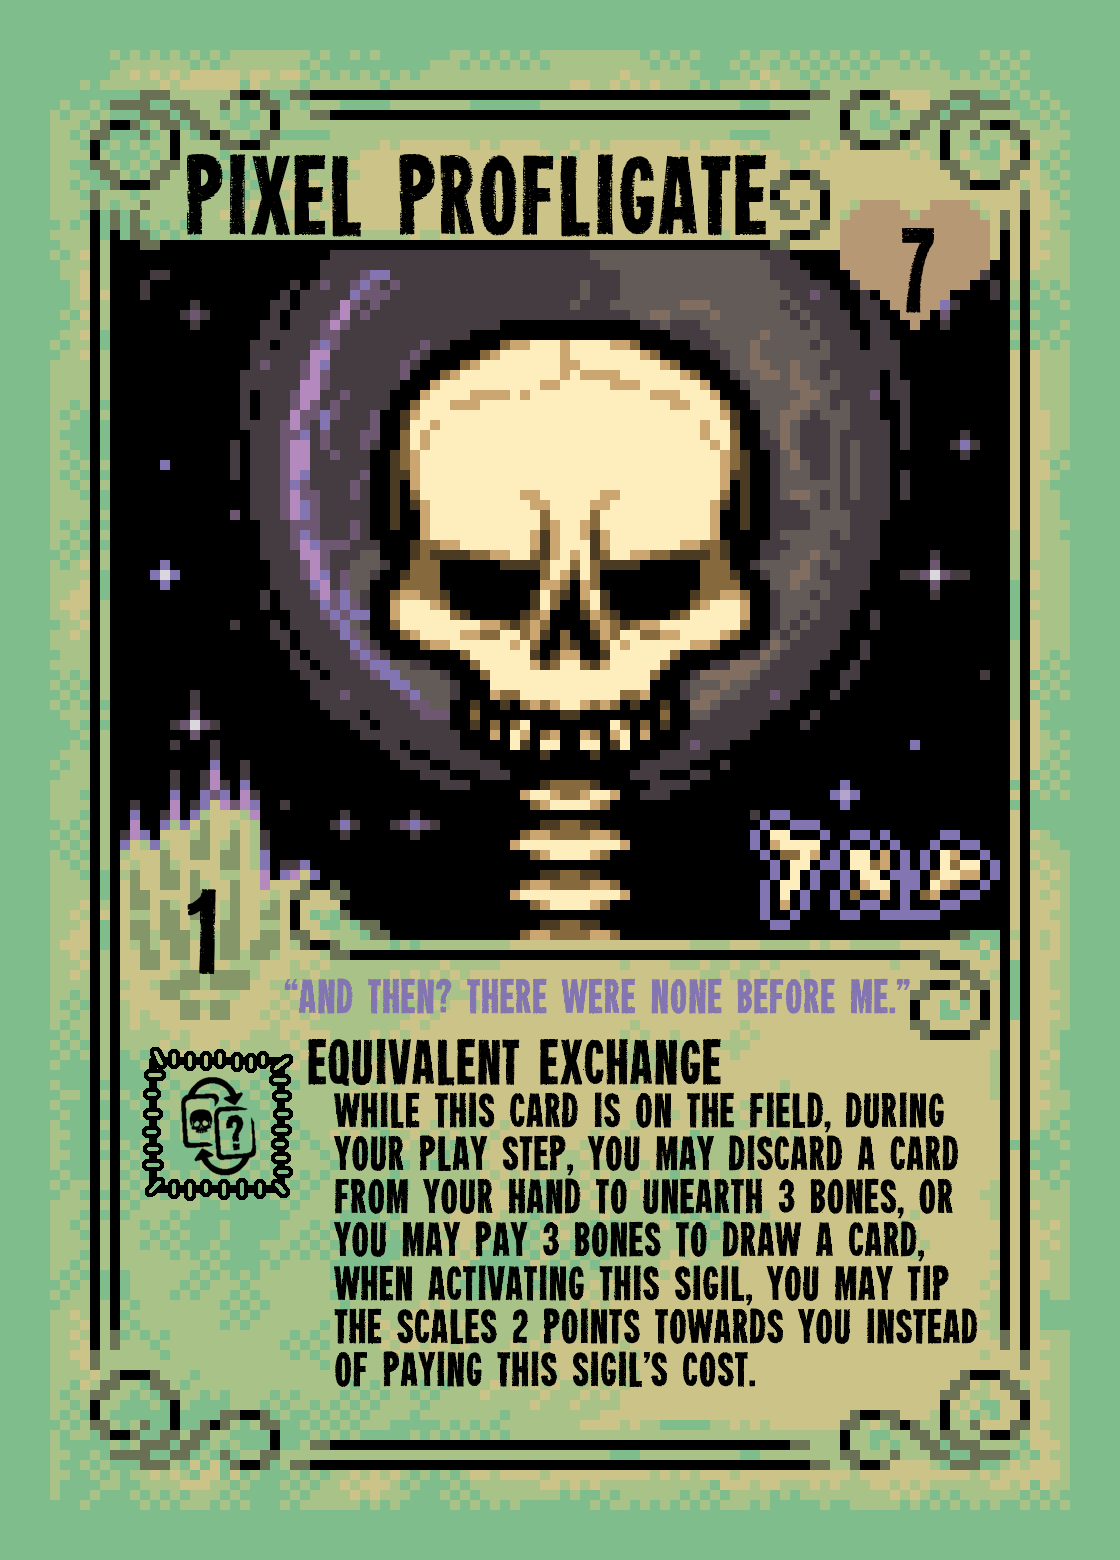 PIXEL PROFLIGATE
7
1
“AND THEN? THERE WERE NONE BEFORE ME.”
EQUIVALENT EXCHANGE
?
WHILE THIS CARD IS ON THE FIELD, DURING
YOUR PLAY STEP, YOU MAY DISCARD A CARD
FROM YOUR HAND TO UNEARTH 3 BONES, OR
YOU MAY PAY 3 BONES TO DRAW A CARD,
WHEN ACTIVATING THIS SIGIL, YOU MAY TIP
THE SCALES 2 POINTS TOWARDS YOU INSTEAD
OF PAYING THIS SIGIL’S COST.